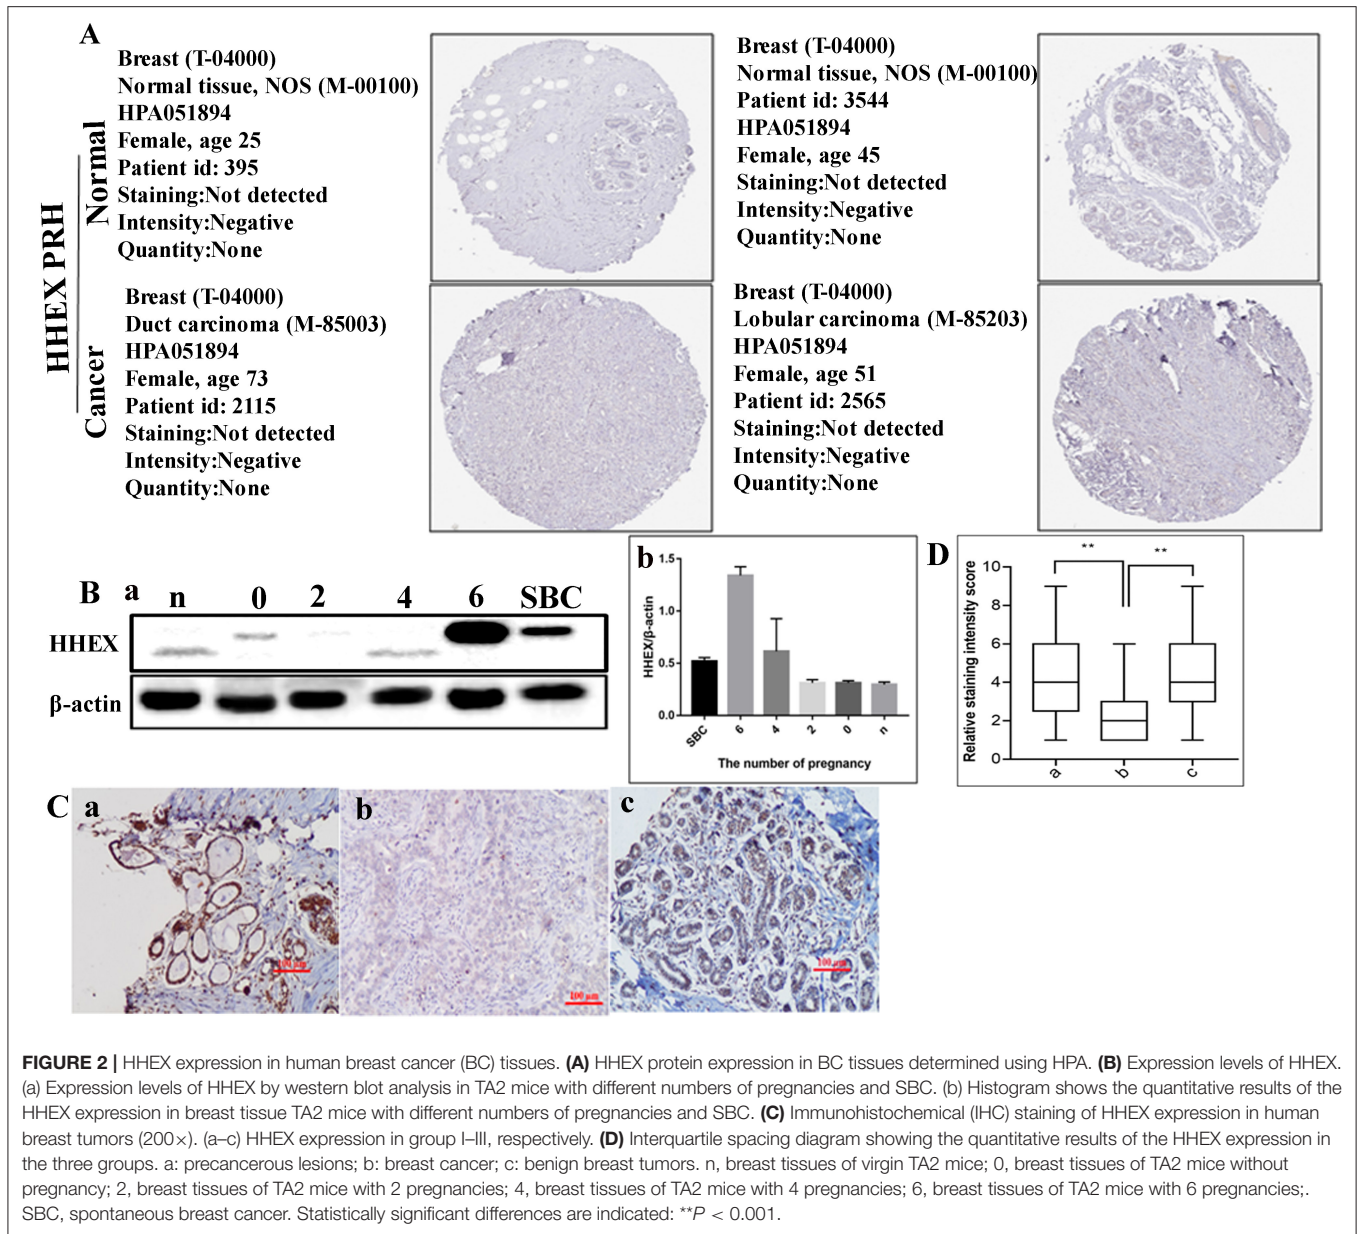 A
Breast (T-04000)
Normal tissue, NOS (M-00100)
HPA051894
Female, age 25
Patient id: 395
Staining:Not detected
Intensity:Negative
Quantity:None
Breast (T-04000)
Normal tissue, NOS (M-00100)
Patient id: 3544
HPA051894
Female, age 45
Staining:Not detected
Intensity:Negative
Quantity:None
HHEX PRH
Normal
Cancer
Breast (T-04000)
Duct carcinoma (M-85003)
HPA051894
Female, age 73
Patient id: 2115
Staining:Not detected
Intensity:Negative
Quantity:None
Breast (T-04000)
Lobular carcinoma (M-85203)
HPA051894
Female, age 51
Patient id: 2565
Staining:Not detected
Intensity:Negative
Quantity:None
B a n 0 2 4 6 SBC
HHEX
β-actin
b
HHEX/β-actin
1.5
1.0
0.5
0.0
SBC 6 4 2 0 n
The number of pregnancy
D
Relative staining intensity score
** **
10
8
6
4
2
0
a b c
C a b c
100 μm
100 μm
100 μm
FIGURE 2 | HHEX expression in human breast cancer (BC) tissues. (A) HHEX protein expression in BC tissues determined using HPA. (B) Expression levels of HHEX.
(a) Expression levels of HHEX by western blot analysis in TA2 mice with different numbers of pregnancies and SBC. (b) Histogram shows the quantitative results of the
HHEX expression in breast tissue TA2 mice with different numbers of pregnancies and SBC. (C) Immunohistochemical (IHC) staining of HHEX expression in human
breast tumors (200×). (a–c) HHEX expression in group I–III, respectively. (D) Interquartile spacing diagram showing the quantitative results of the HHEX expression in
the three groups. a: precancerous lesions; b: breast cancer; c: benign breast tumors. n, breast tissues of virgin TA2 mice; 0, breast tissues of TA2 mice without
pregnancy; 2, breast tissues of TA2 mice with 2 pregnancies; 4, breast tissues of TA2 mice with 4 pregnancies; 6, breast tissues of TA2 mice with 6 pregnancies;.
SBC, spontaneous breast cancer. Statistically significant differences are indicated: **P < 0.001.